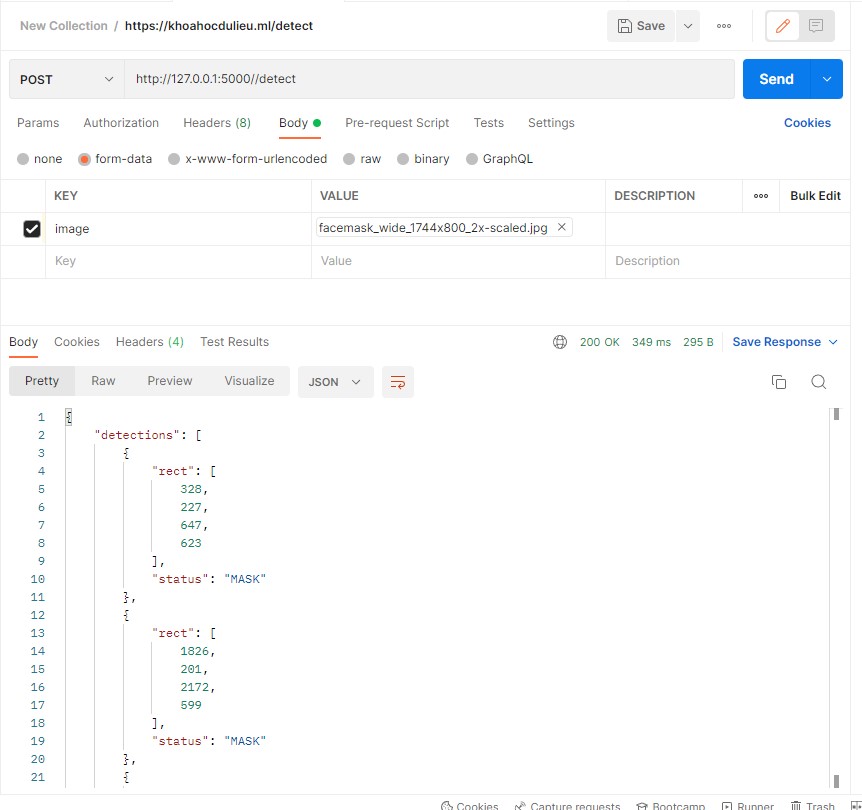 New Collection / https://khoahocdulieu.ml/detect Save
POST http://127.0.0.1:5000//detect Send
Params Authorization Headers (8) Body Pre-request Script Tests Settings Cookies
none form-data x-www-form-urlencoded raw binary GraphQL
KEY VALUE DESCRIPTION Bulk Edit
image facemask_wide_1744x800_2x-scaled.jpg
Key Value Description
Body Cookies Headers (4) Test Results 200 OK 349 ms 295 B Save Response
Pretty Raw Preview Visualize JSON
1 {
2 "detections": [
3 {
4 "rect": [
5 328,
6 227,
7 647,
8 623
9 ],
10 "status": "MASK"
11 },
12 {
13 "rect": [
14 1826,
15 201,
16 2172,
17 599
18 ],
19 "status": "MASK"
20 },
21 {
Cookies Capture requests Bootcamp Runner Trash